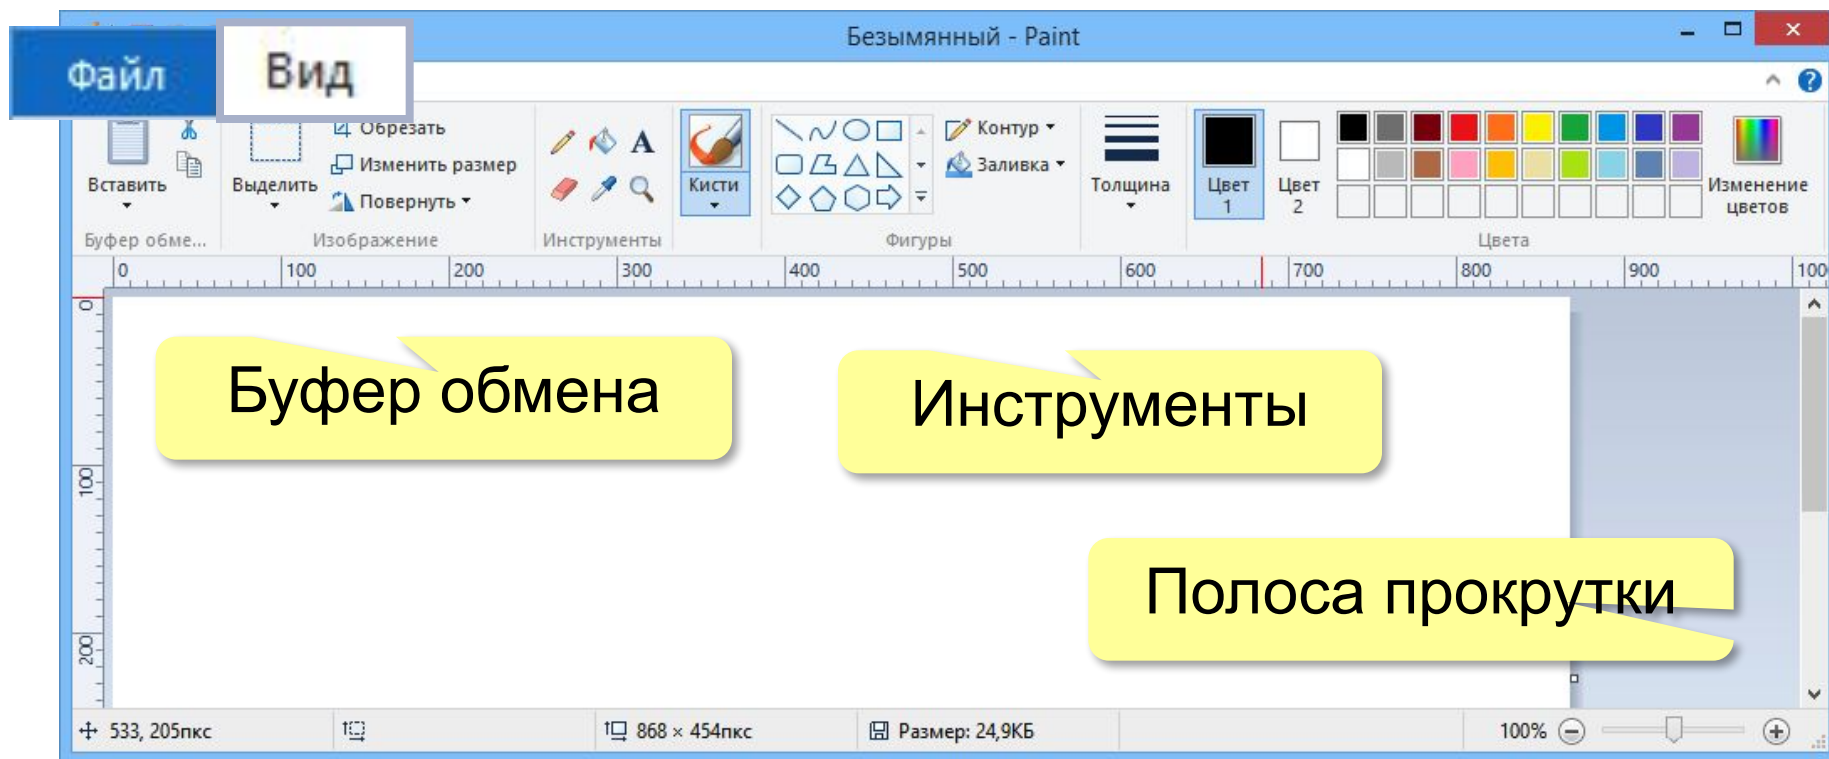 Безымянный - Paint
Файл
Вид
Вставить
Выделить
Обрезать
Изменить размер
Повернуть
A
Кисти
Контур
Заливка
Толщина
Цвет
1
Цвет
2
Изменение
цветов
Буфер обме...
Изображение
Инструменты
Фигуры
Цвета
0 100 200 300 400 500 600 700 800 900 100
0
100
200
Буфер обмена
Инструменты
Полоса прокрутки
533, 205пкс
868 × 454пкс
Размер: 24,9КБ
100%